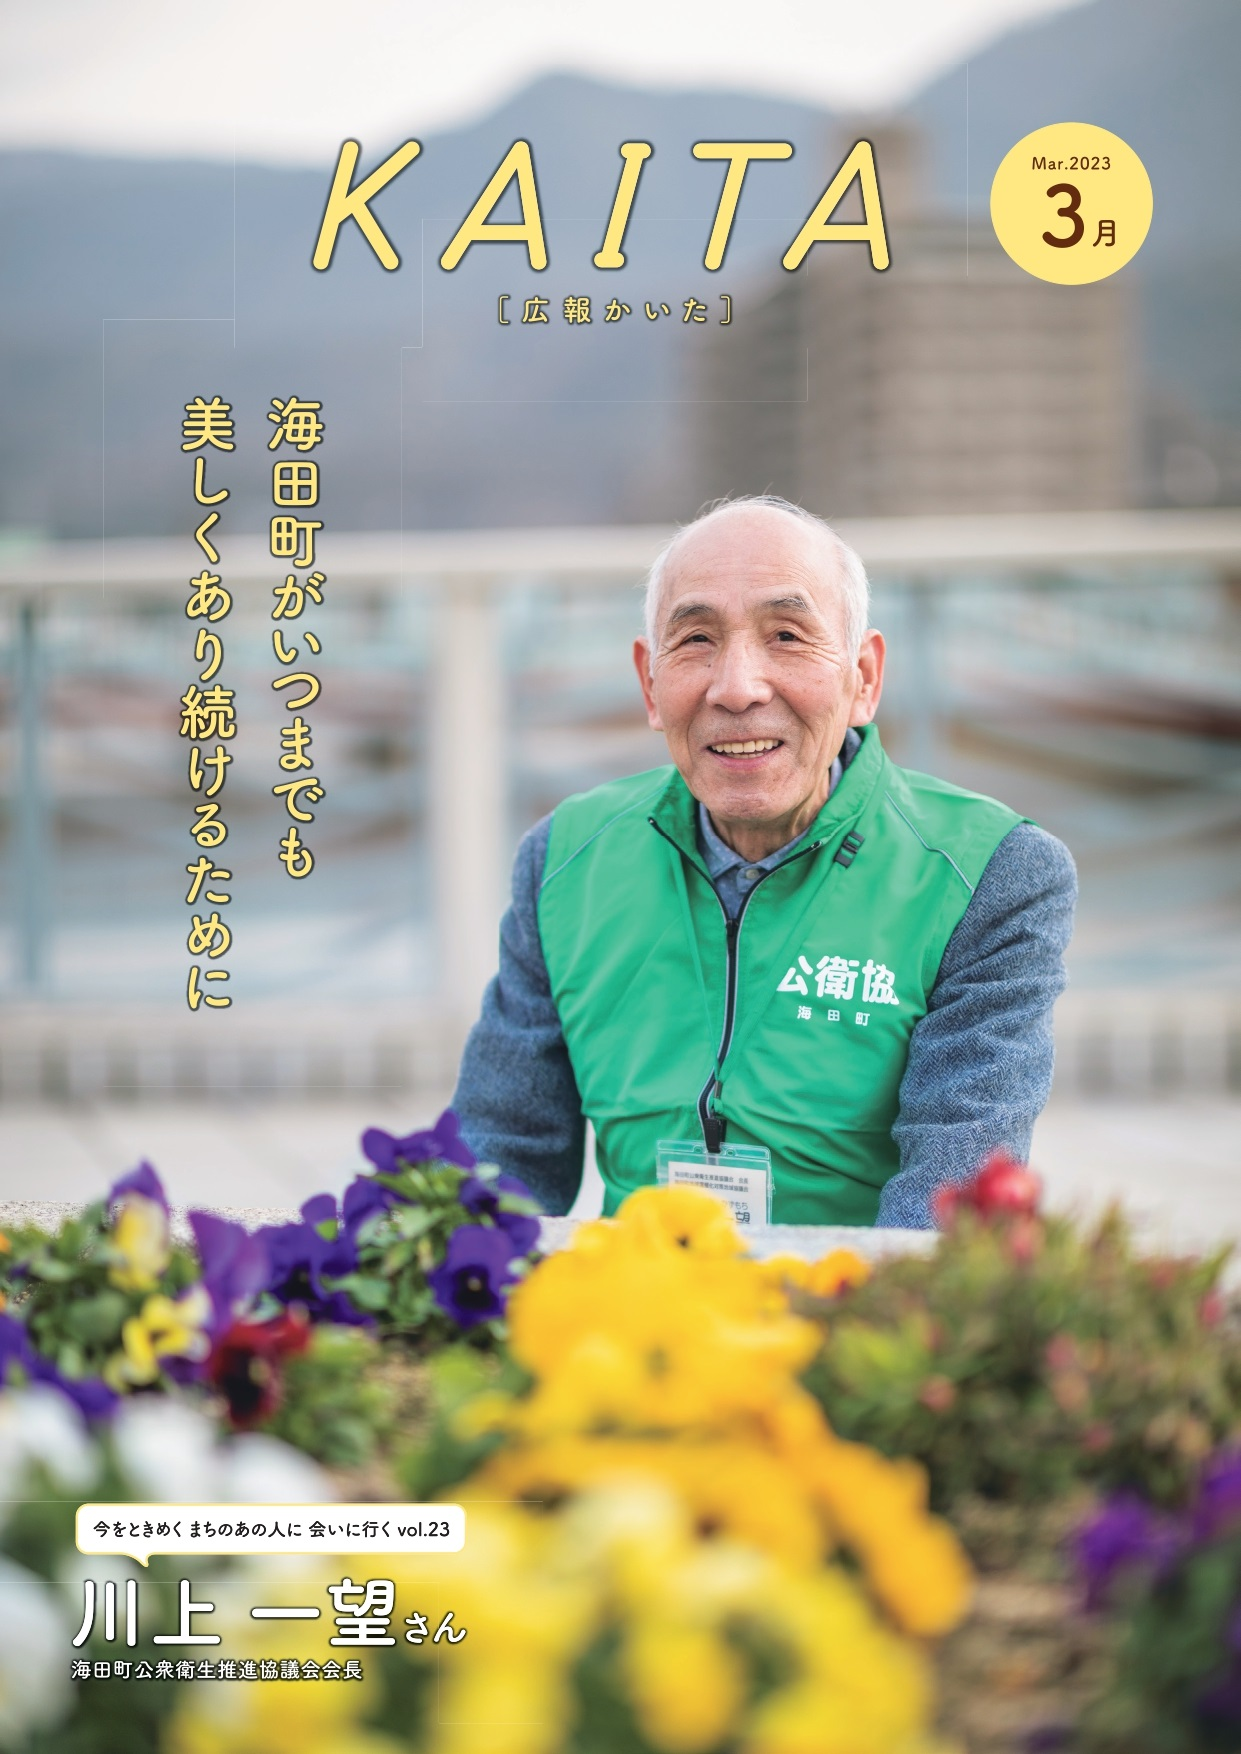 KAITA
[広報かいた]
Mar.2023
3月
海田町がいつまでも
美しくあり続けるために
公衛協
海田町
今をときめく まちのあの人に 会いに行く vol.23
川上 一望さん
海田町公衆衛生推進協議会会長